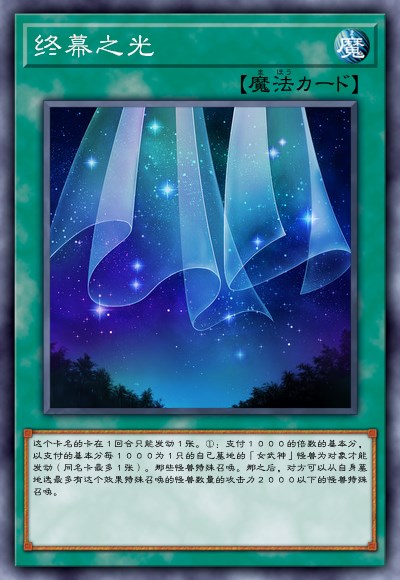 终幕之光
魔
【魔法カード】
まほう
这个卡名的卡在1回合只能发动1张。①：支付1000的倍数的基本分，
以支付的基本分每1000为1只的自己墓地的「女武神」怪兽为对象才能
发动（同名卡最多1张）。那些怪兽特殊召唤。那之后，对方可以从自身墓
地选最多有这个效果特殊召唤的怪兽数量的攻击力2000以下的怪兽特殊
召唤。